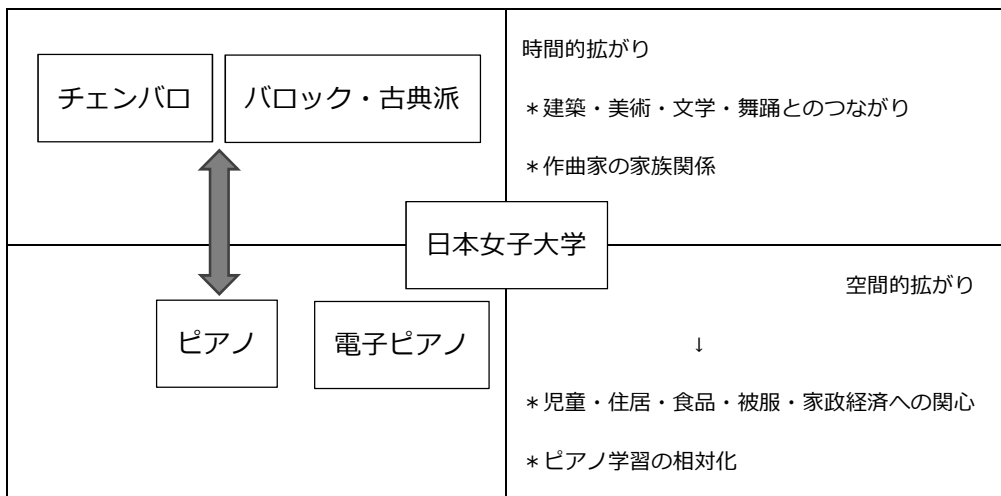 チェンバロ
バロック・古典派
時間的拡がり
＊建築・美術・文学・舞踊とのつながり
＊作曲家の家族関係
日本女子大学
ピアノ
電子ピアノ
空間的拡がり
↓
＊児童・住居・食品・被服・家政経済への関心
＊ピアノ学習の相対化